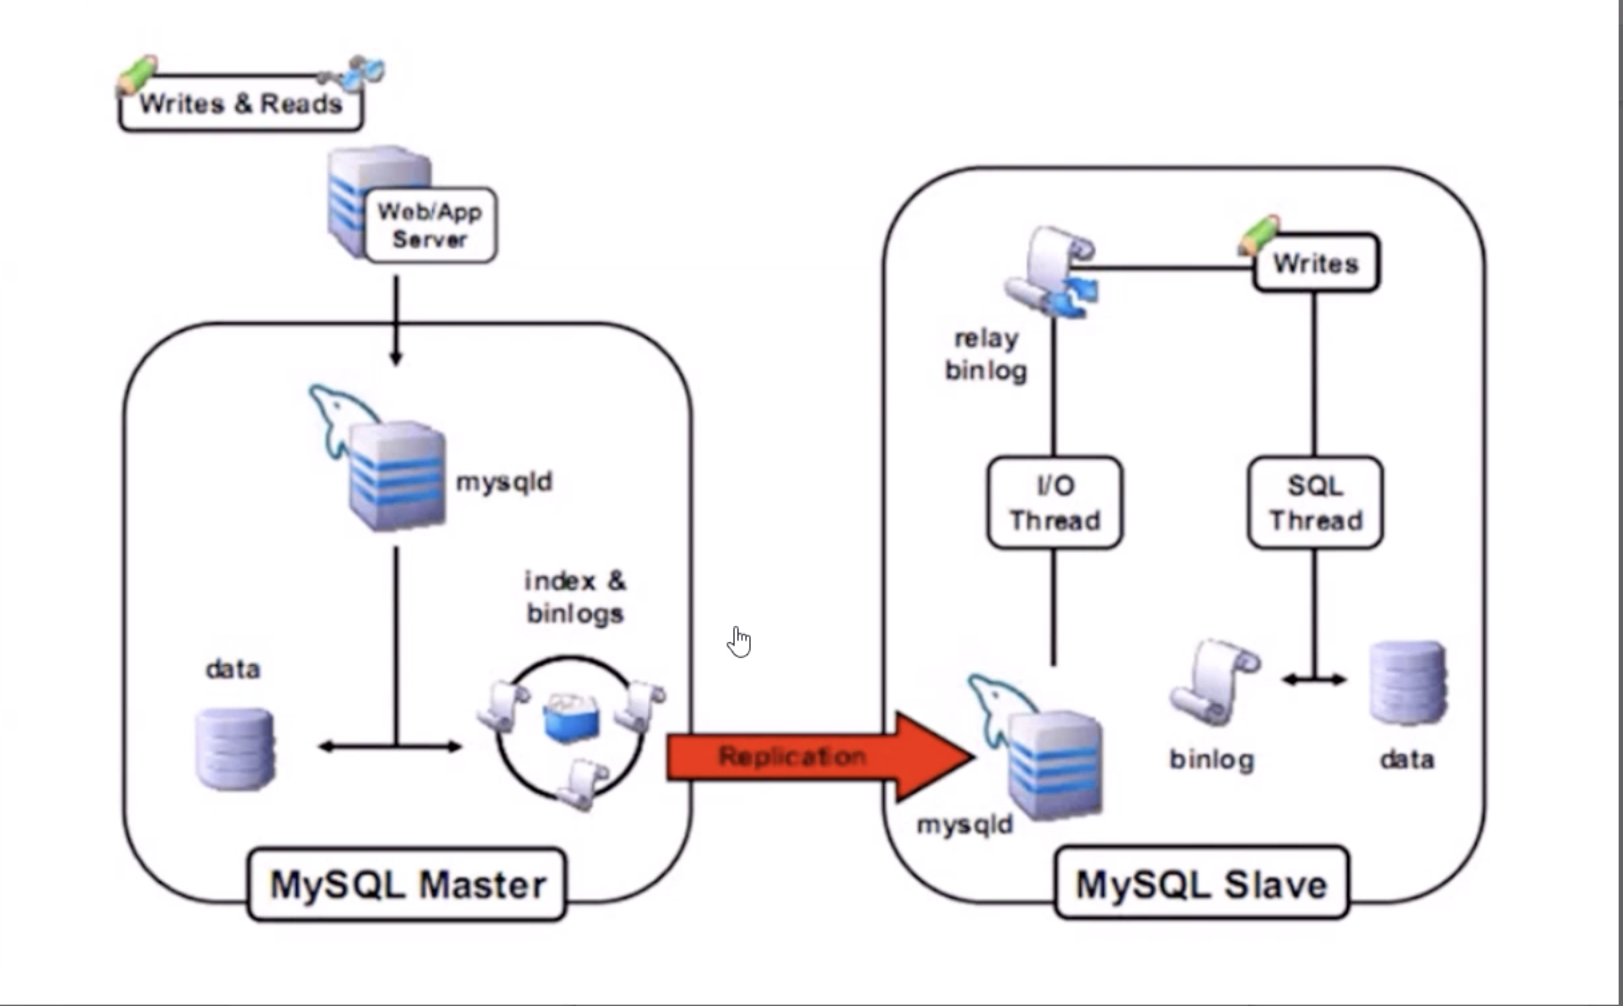 Writes & Reads
Web/App
Server
mysqld
index &
binlogs
data
MySQL Master
Replication
relay
binlog
Writes
I/O
Thread
SQL
Thread
mysqld
binlog
data
MySQL Slave